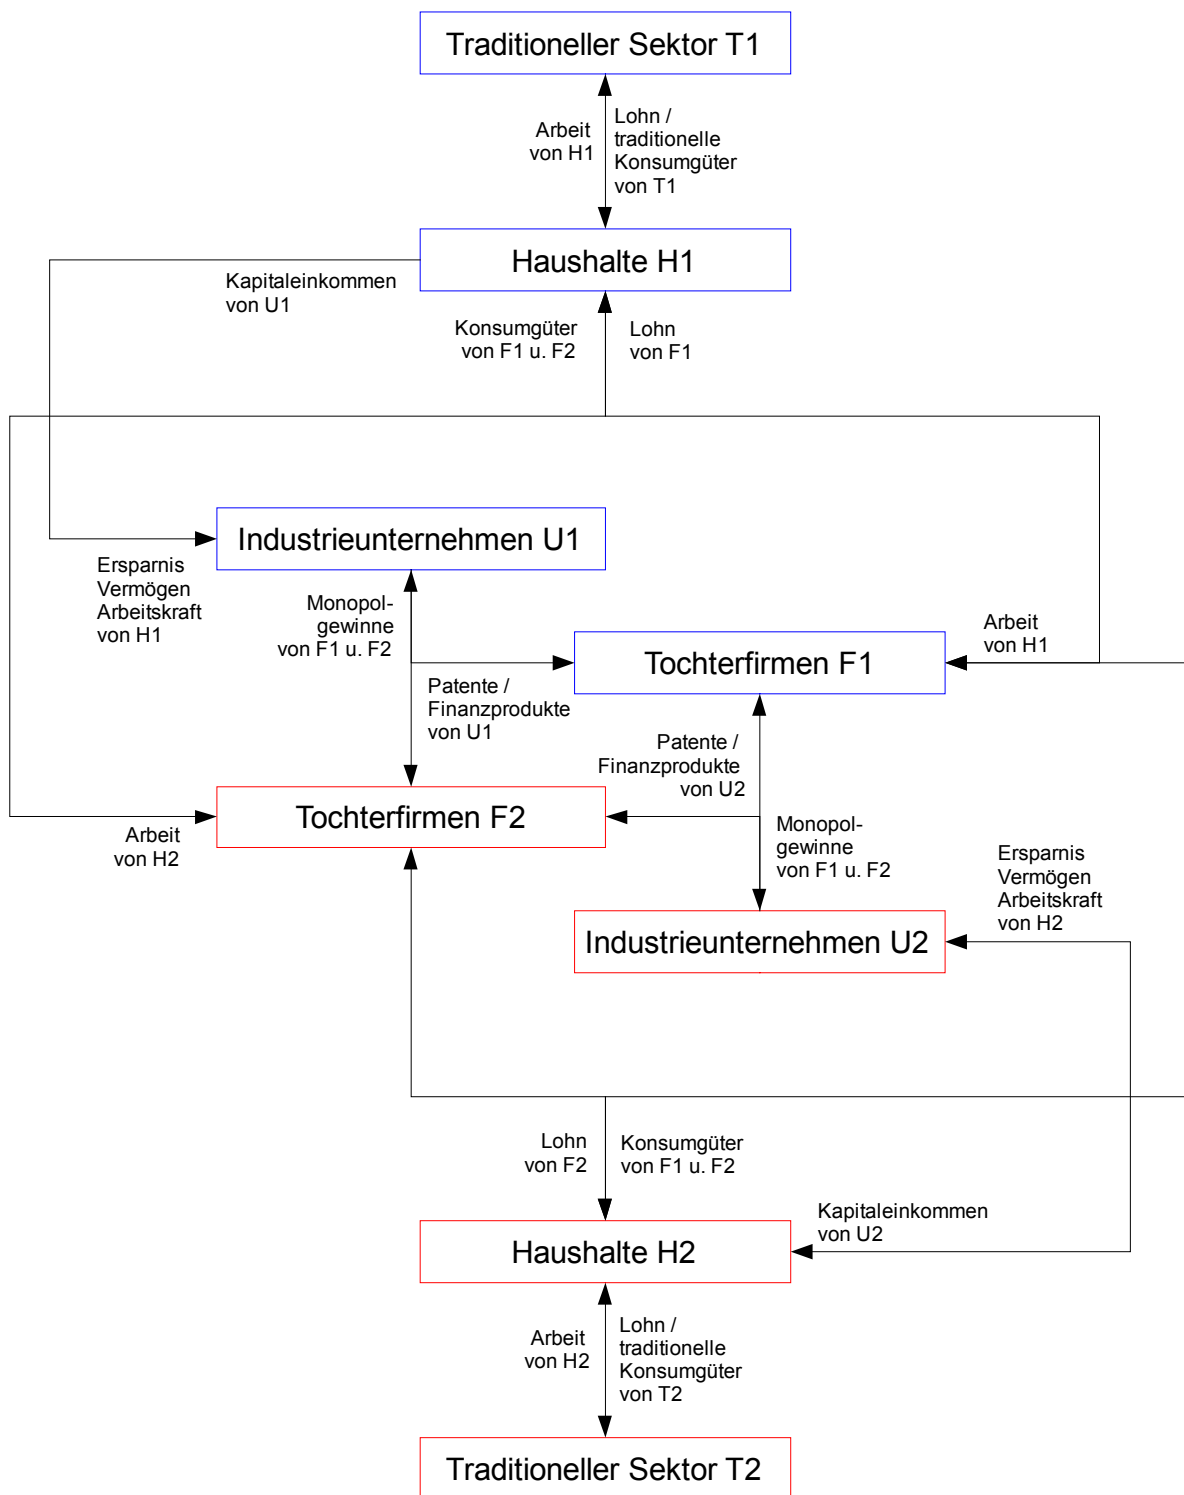 Traditioneller Sektor T1
Arbeit
von H1
Lohn /
traditionelle
Konsumgüter
von T1
Haushalte H1
Kapitaleinkommen
von U1
Konsumgüter
von F1 u. F2
Lohn
von F1
Industrieunternehmen U1
Ersparnis
Vermögen
Arbeitskraft
von H1
Monopol-
gewinne
von F1 u. F2
Arbeit
von H1
Tochterfirmen F1
Patente /
Finanzprodukte
von U1
Patente /
Finanzprodukte
von U2
Tochterfirmen F2
Arbeit
von H2
Monopol-
gewinne
von F1 u. F2
Ersparnis
Vermögen
Arbeitskraft
von H2
Industrieunternehmen U2
Lohn
von F2
Konsumgüter
von F1 u. F2
Kapitaleinkommen
von U2
Haushalte H2
Arbeit
von H2
Lohn /
traditionelle
Konsumgüter
von T2
Traditioneller Sektor T2